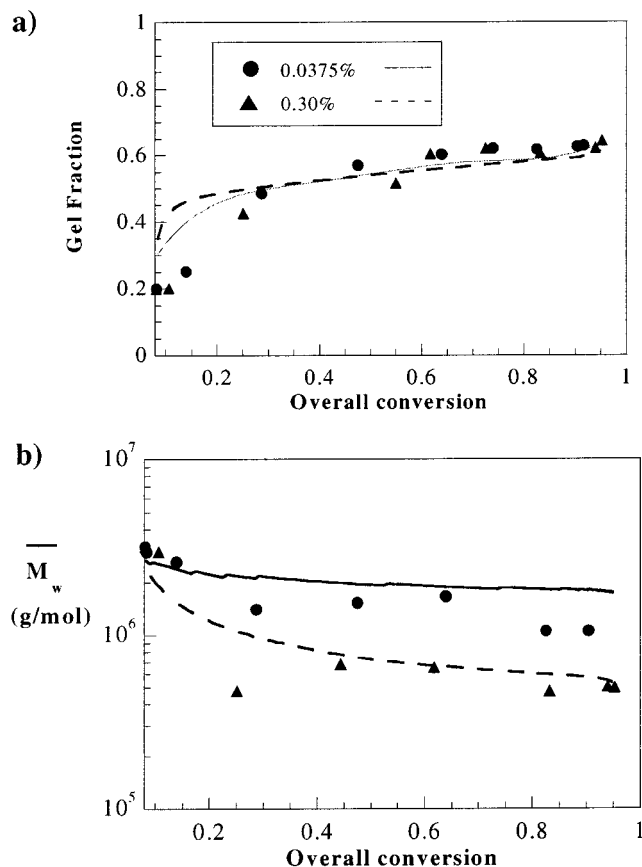 a)
1
0.8
0.6
0.4
0.2
0
Gel Fraction
0.0375%
0.30%
0.2 0.4 0.6 0.8 1
Overall conversion
b)
10^7
10^6
10^5
M_w
(g/mol)
0.2 0.4 0.6 0.8 1
Overall conversion